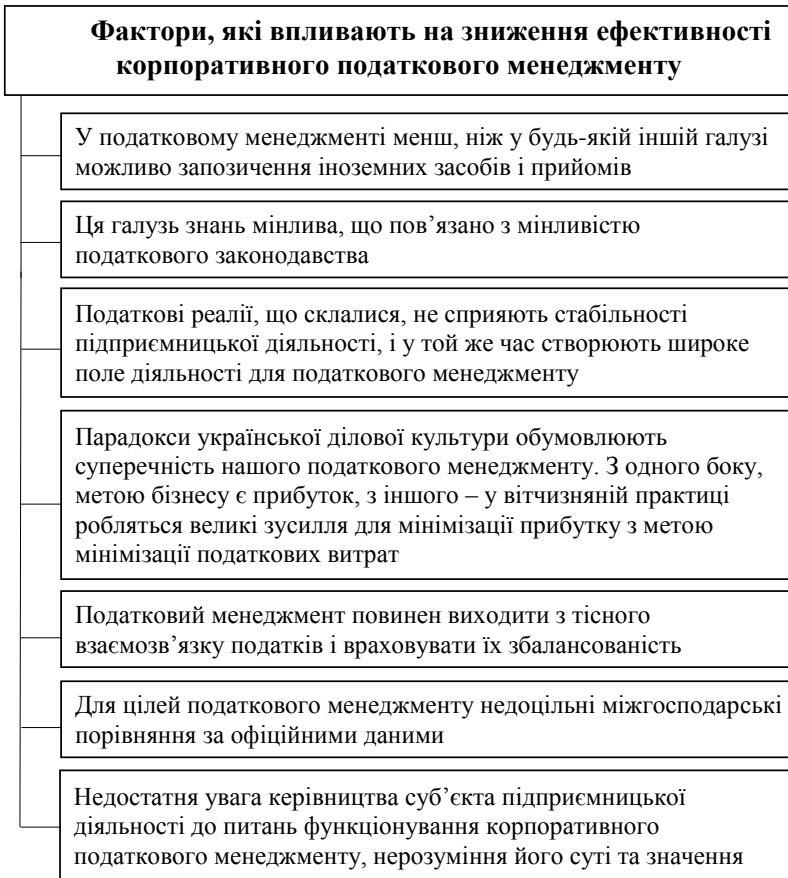 Фактори, які впливають на зниження ефективності
корпоративного податкового менеджменту
У податковому менеджменті менш, ніж у будь-якій іншій галузі
можливо запозичення іноземних засобів і прийомів
Ця галузь знань мінлива, що пов’язано з мінливістю
податкового законодавства
Податкові реалії, що склалися, не сприяють стабільності
підприємницької діяльності, і у той же час створюють широке
поле діяльності для податкового менеджменту
Парадокси української ділової культури обумовлюють
суперечність нашого податкового менеджменту. З одного боку,
метою бізнесу є прибуток, з іншого – у вітчизняній практиці
робляться великі зусилля для мінімізації прибутку з метою
мінімізації податкових витрат
Податковий менеджмент повинен виходити з тісного
взаємозв’язку податків і враховувати їх збалансованість
Для цілей податкового менеджменту недоцільні міжгосподарські
порівняння за офіційними даними
Недостатня увага керівництва суб’єкта підприємницької
діяльності до питань функціонування корпоративного
податкового менеджменту, нерозуміння його суті та значення